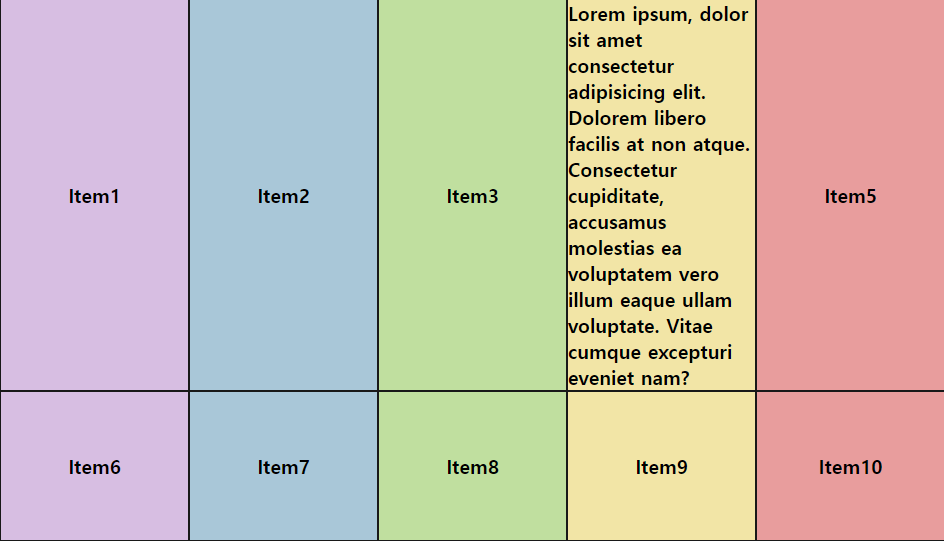 Item1
Item2
Item3
Lorem ipsum, dolor
sit amet
consectetur
adipisicing elit.
Dolorem libero
facilis at non atque.
Consectetur
cupiditate,
accusamus
molestias ea
voluptatem vero
illum eaque ullam
voluptate. Vitae
cumque excepturi
eveniet nam?
Item5
Item6
Item7
Item8
Item9
Item10